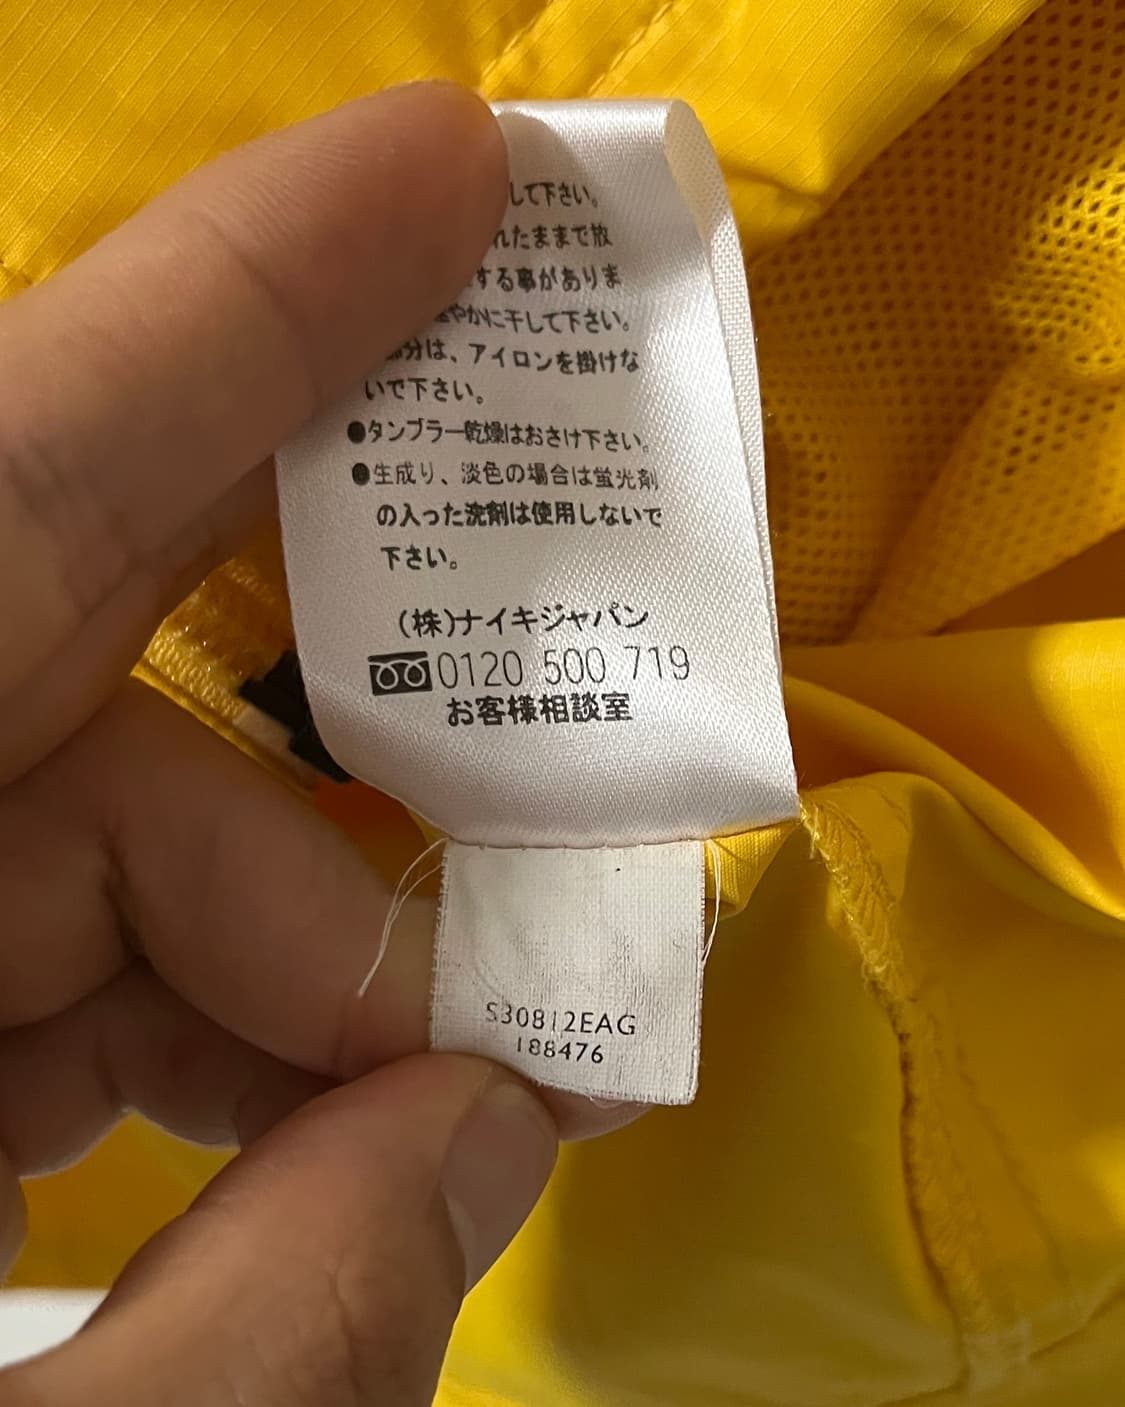 して下さい。
れたままで放
する事がありま
やかに干して下さい。
部分は、アイロンを掛けな
いで下さい。
●タンブラー乾燥はおさけ下さい。
●生成り、淡色の場合は蛍光剤
の入った洗剤は使用しないで
下さい。
(株)ナイキジャパン
0120 500 719
お客様相談室
S30812EAG
188476